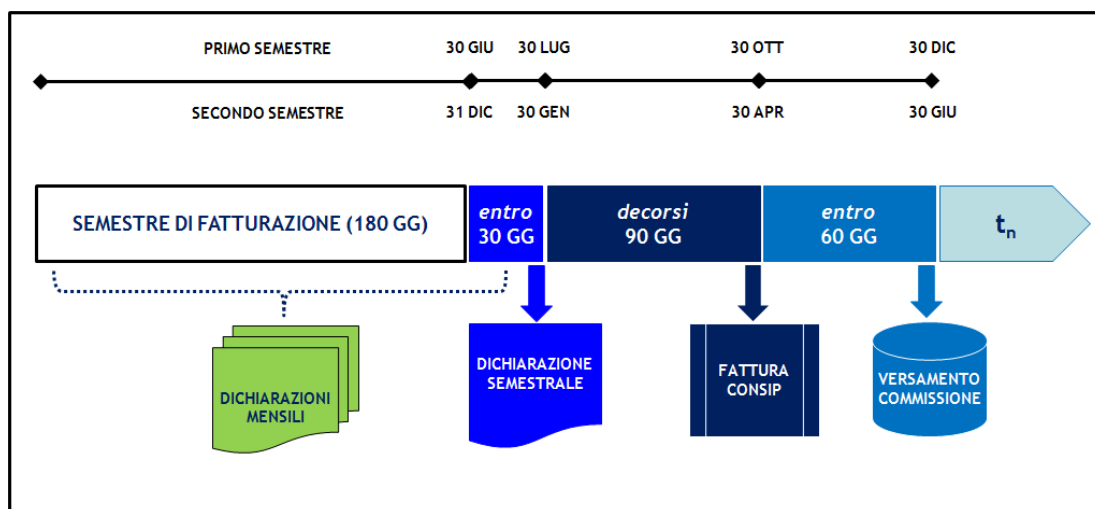 PRIMO SEMESTRE
30 GIU
30 LUG
30 OTT
30 DIC
SECONDO SEMESTRE
31 DIC
30 GEN
30 APR
30 GIU
SEMESTRE DI FATTURAZIONE (180 GG)
entro
30 GG
decorsi
90 GG
entro
60 GG
tn
DICHIARAZIONI
MENSILI
DICHIARAZIONE
SEMESTRALE
FATTURA
CONSIP
VERSAMENTO
COMMISSIONE